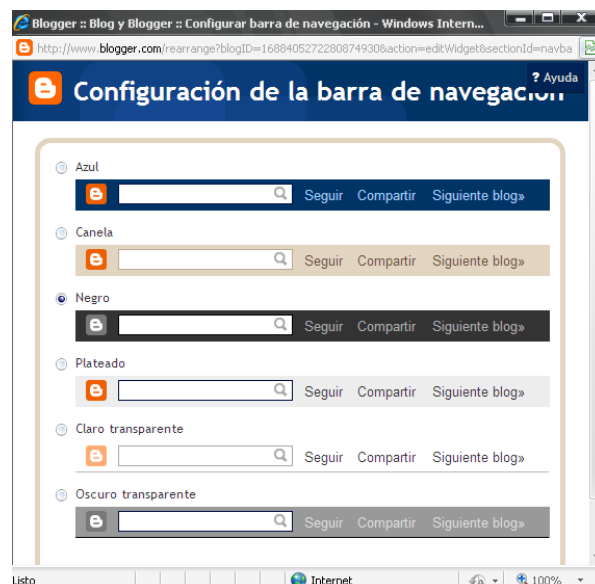 Blogger :: Blog y Blogger :: Configurar barra de navegación - Windows Intern...
http://www.blogger.com/rearrange?blogID=1688405272280874930&action=editWidget&sectionId=navba
? Ayuda
Configuración de la barra de navegación
Azul
Seguir Compartir Siguiente blog»
Canela
Seguir Compartir Siguiente blog»
Negro
Seguir Compartir Siguiente blog»
Plateado
Seguir Compartir Siguiente blog»
Claro transparente
Seguir Compartir Siguiente blog»
Oscuro transparente
Seguir Compartir Siguiente blog»
Listo Internet 100%